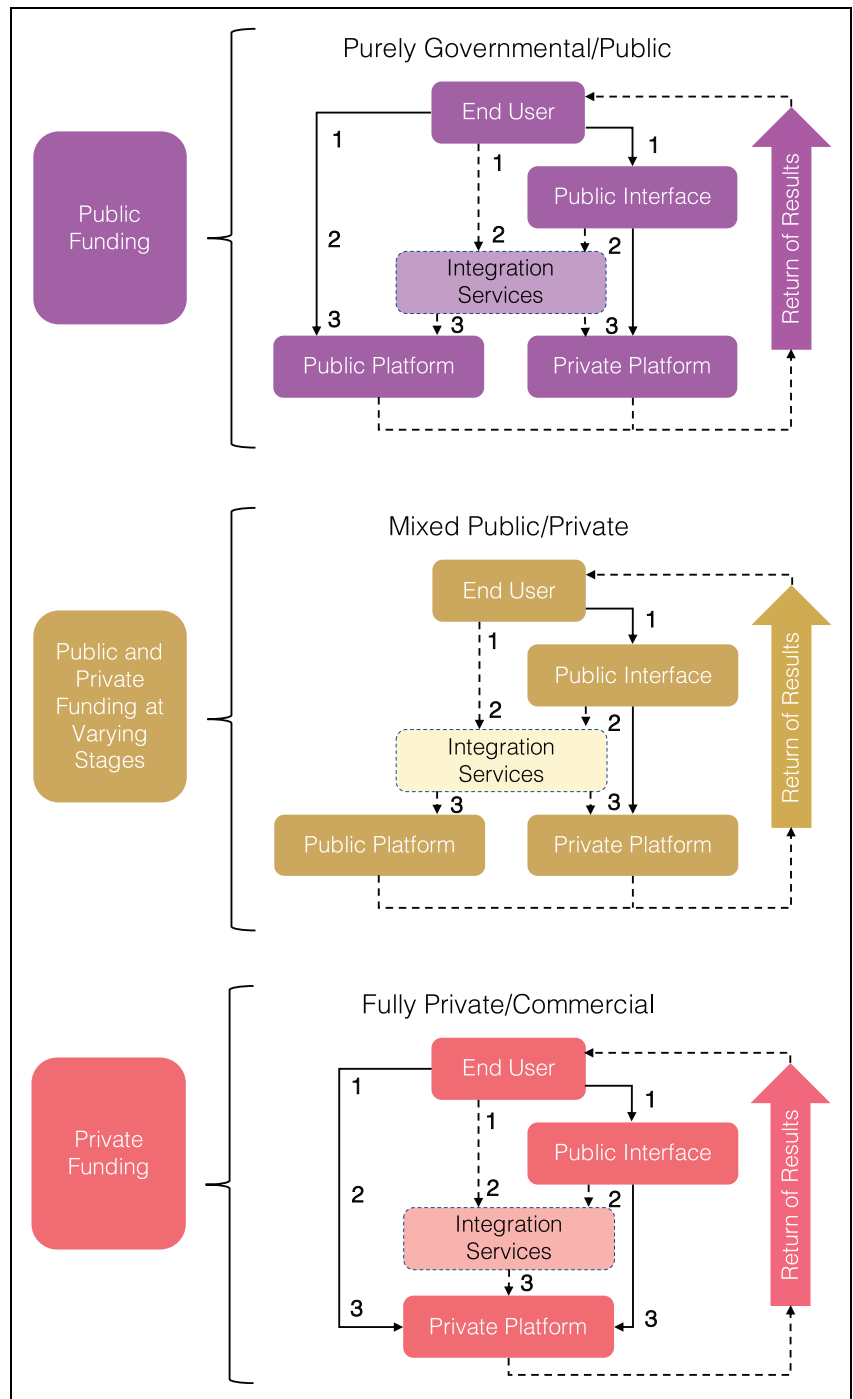 Purely Governmental/Public
Public
Funding
End User
1
1
1
Public Interface
2
2
2
Integration
Services
3
3
3
Public Platform
Private Platform
Return of Results
Mixed Public/Private
Public and
Private
Funding at
Varying
Stages
End User
1
1
Public Interface
2
2
Integration
Services
3
3
Public Platform
Private Platform
Return of Results
Fully Private/Commercial
Private
Funding
End User
1
1
1
Public Interface
2
2
2
Integration
Services
3
3
3
Private Platform
Return of Results